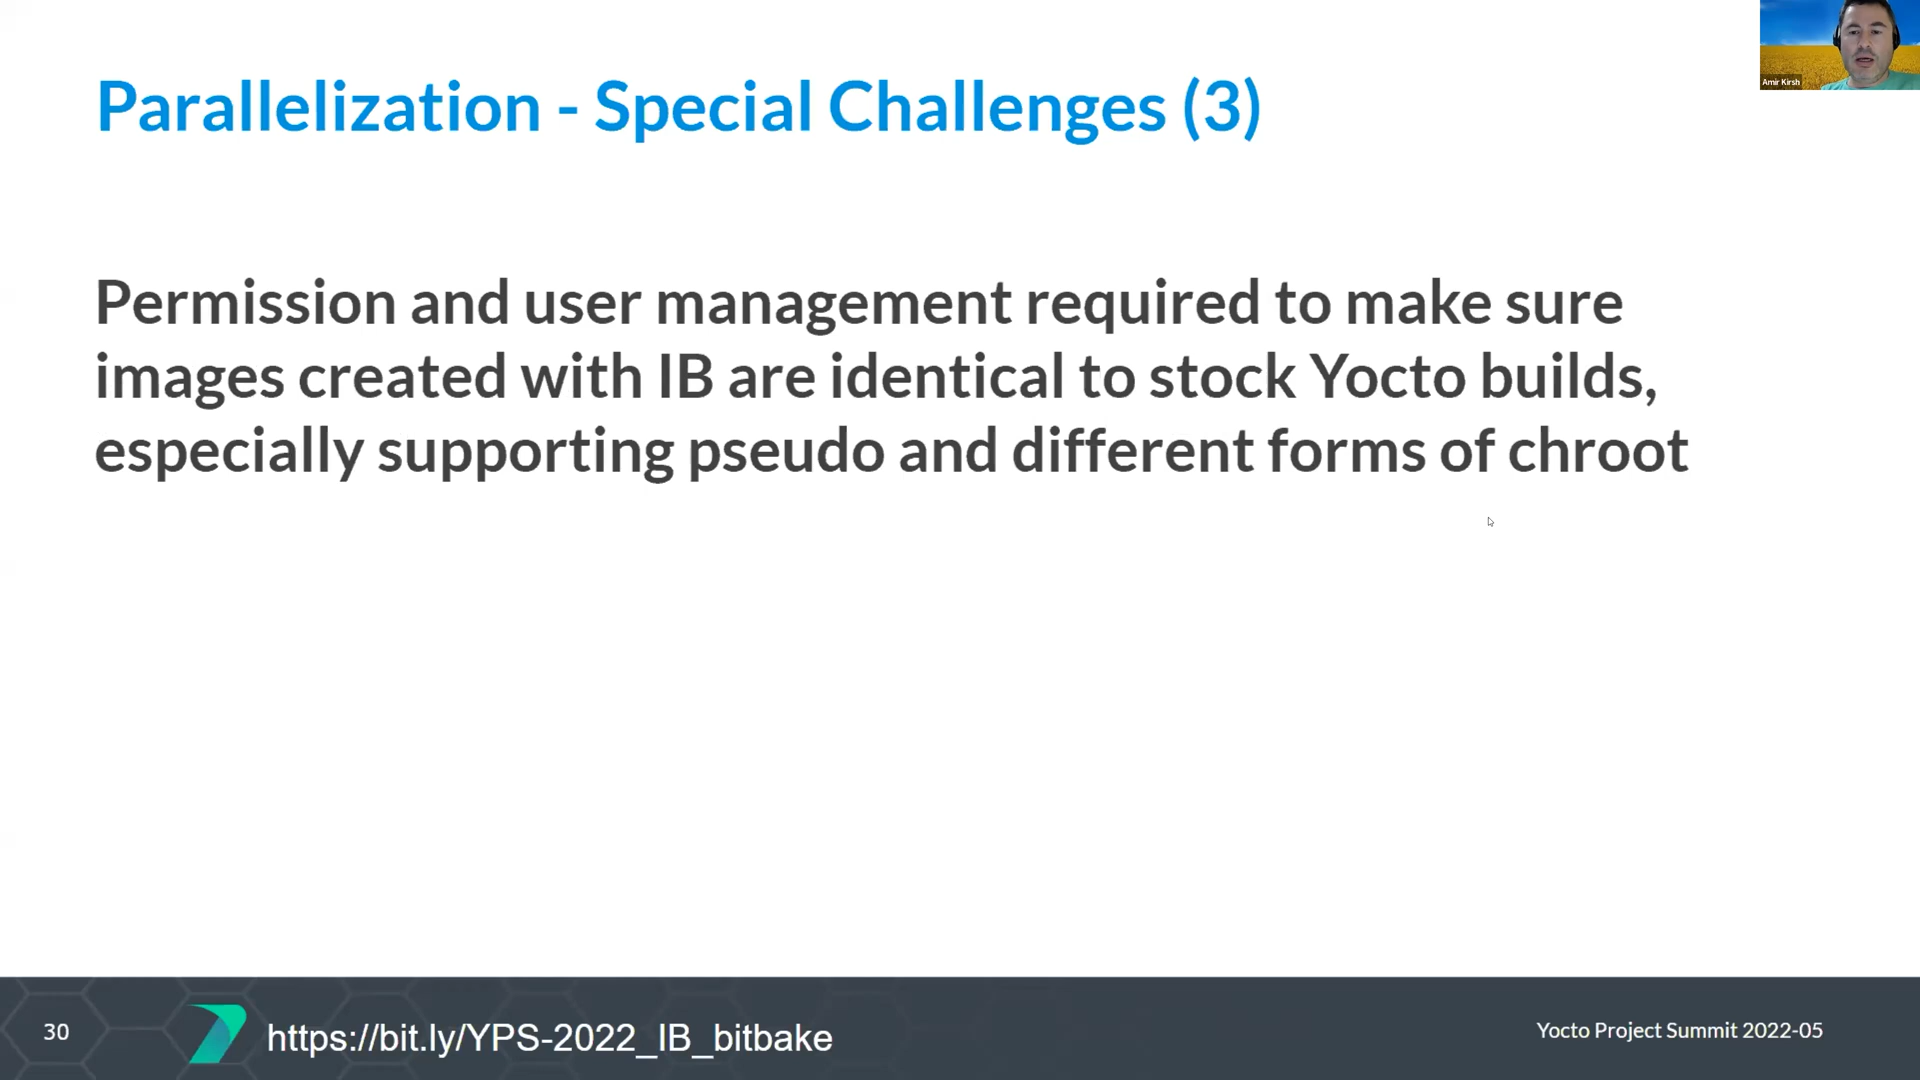 Amir Kirsh
Parallelization - Special Challenges (3)
Permission and user management required to make sure
images created with IB are identical to stock Yocto builds,
especially supporting pseudo and different forms of chroot
30
https://bit.ly/YPS-2022_IB_bitbake
Yocto Project Summit 2022-05